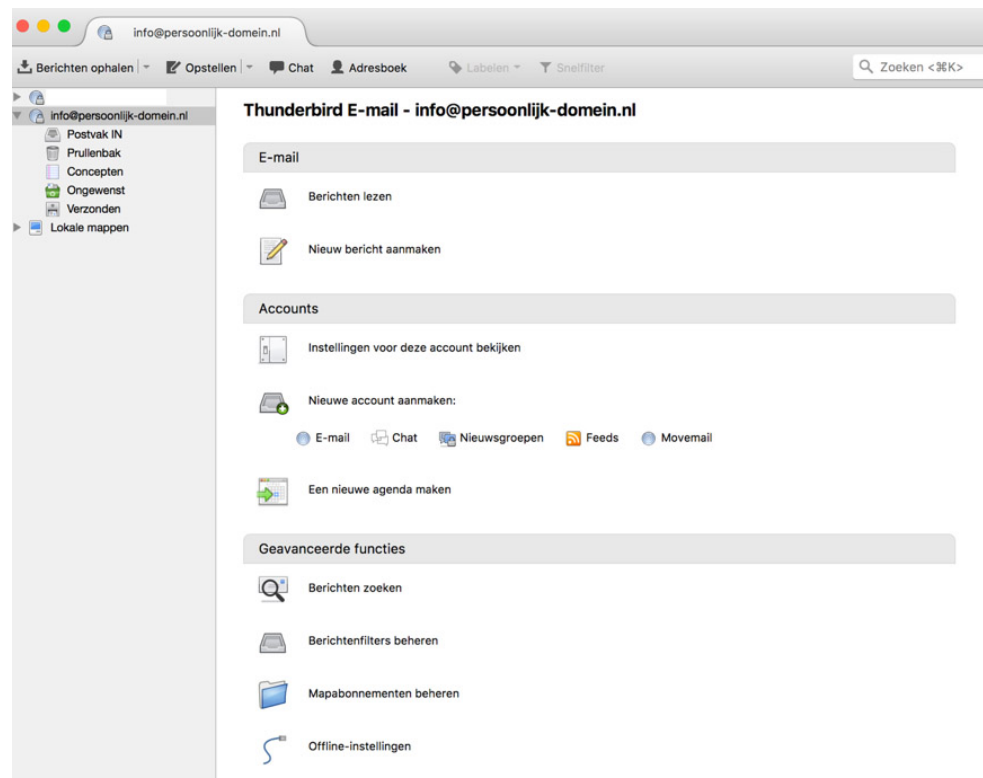 info@persoonlijk-domein.nl
Berichten ophalen Opstellen Chat Adresboek Labelen Snelfilter Zoeken <⌘K>
info@persoonlijk-domein.nl
Postvak IN
Prullenbak
Concepten
Ongewenst
Verzonden
Lokale mappen
Thunderbird E-mail - info@persoonlijk-domein.nl
E-mail
Berichten lezen
Nieuw bericht aanmaken
Accounts
Instellingen voor deze account bekijken
Nieuwe account aanmaken:
E-mail Chat Nieuwsgroepen Feeds Movemail
Een nieuwe agenda maken
Geavanceerde functies
Berichten zoeken
Berichtenfilters beheren
Mapabonnementen beheren
Offline-instellingen